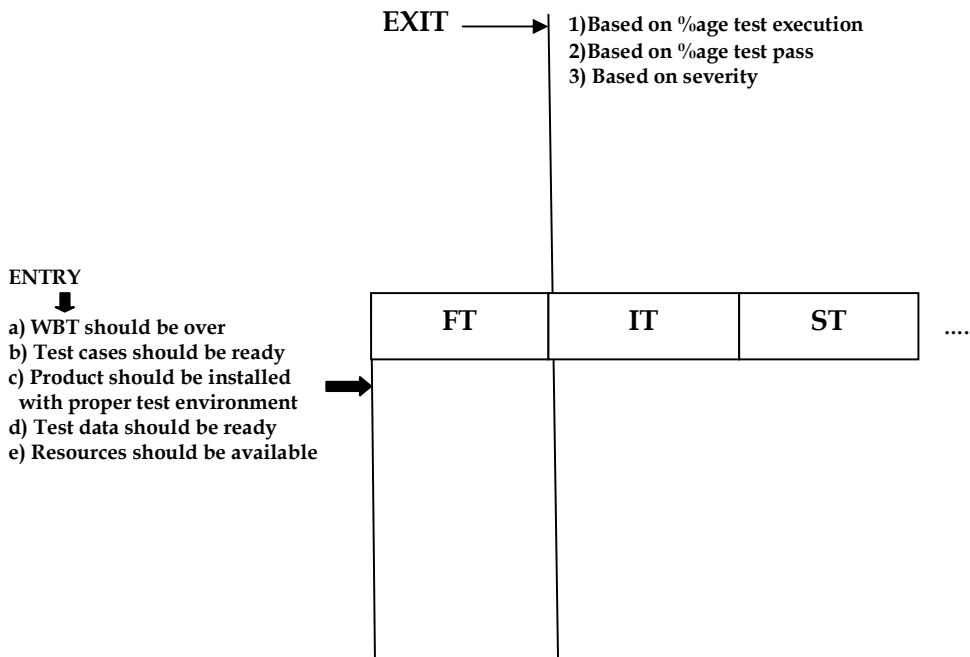 EXIT
1)Based on %age test execution
2)Based on %age test pass
3) Based on severity
ENTRY
a) WBT should be over
b) Test cases should be ready
c) Product should be installed
with proper test environment
d) Test data should be ready
e) Resources should be available
FT
IT
ST
....